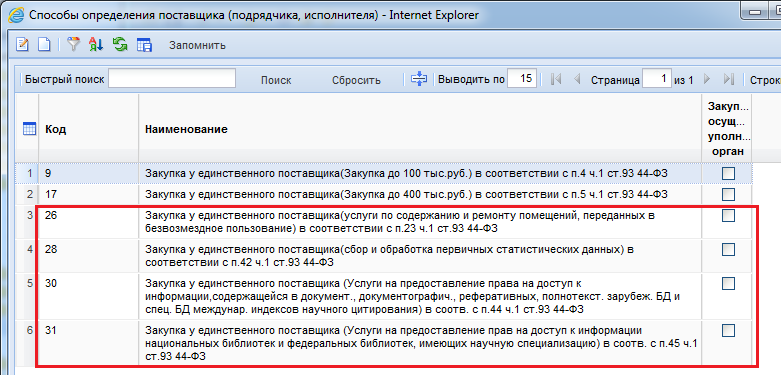 Способы определения поставщика (подрядчика, исполнителя) - Internet Explorer
Запомнить
Быстрый поиск Поиск Сбросить Выводить по 15 Страница 1 из 1 Строк
Код Наименование Закуп... осущ... уполн... орган
1 9 Закупка у единственного поставщика(Закупка до 100 тыс.руб.) в соответствии с п.4 ч.1 ст.93 44-ФЗ
2 17 Закупка у единственного поставщика(Закупка до 400 тыс.руб.) в соответствии с п.5 ч.1 ст.93 44-ФЗ
3 26 Закупка у единственного поставщика(услуги по содержанию и ремонту помещений, переданных в
безвозмездное пользование) в соответствии с п.23 ч.1 ст.93 44-ФЗ
4 28 Закупка у единственного поставщика(сбор и обработка первичных статистических данных) в
соответствии с п.42 ч.1 ст.93 44-ФЗ
5 30 Закупка у единственного поставщика (Услуги на предоставление права на доступ к
информации,содержащейся в документ., документографич., реферативных, полнотекст. зарубеж. БД и
спец. БД междунар. индексов научного цитирования) в соотв. с п.44 ч.1 ст.93 44-ФЗ
6 31 Закупка у единственного поставщика (Услуги на предоставление прав на доступ к информации
национальных библиотек и федеральных библиотек, имеющих научную специализацию) в соотв. с п.45 ч.1
ст.93 44-ФЗ